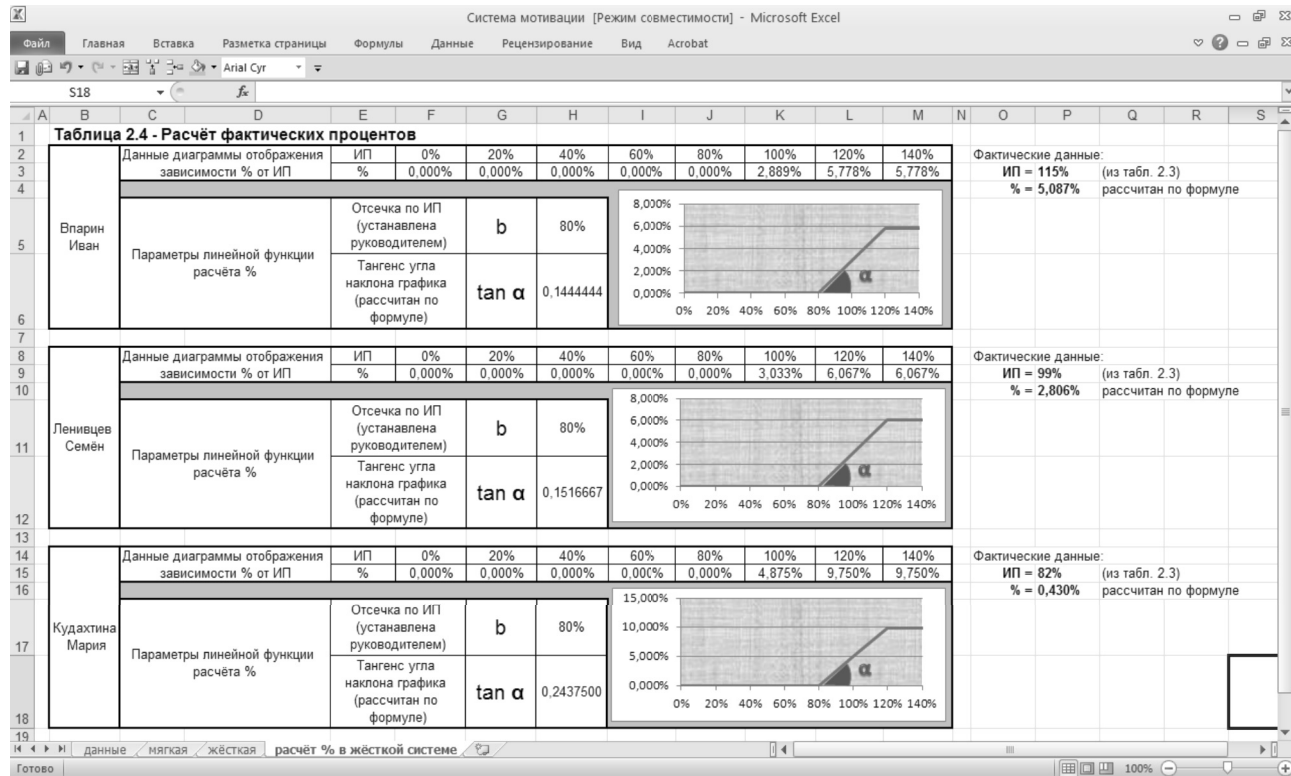 Система мотивации [Режим совместимости] - Microsoft Excel
Файл Главная Вставка Разметка страницы Формулы Данные Рецензирование Вид Acrobat
Arial Cyr
S18 fx
A B C D E F G H I J K L M N O P Q R S
1 Таблица 2.4 - Расчёт фактических процентов
2 Данные диаграммы отображения ИП 0% 20% 40% 60% 80% 100% 120% 140% Фактические данные:
3 зависимости % от ИП % 0,000% 0,000% 0,000% 0,000% 0,000% 2,889% 5,778% 5,778% ИП = 115% (из табл. 2.3)
4 % = 5,087% рассчитан по формуле
Впарин
Иван
Параметры линейной функции
расчёта %
Отсечка по ИП
(устанавлена
руководителем)
b 80%
5
Тангенс угла
наклона графика
(рассчитан по
формуле)
tan α 0,1444444
6
8,000%
6,000%
4,000%
2,000%
0,000%
α
0% 20% 40% 60% 80% 100% 120% 140%
7
8 Данные диаграммы отображения ИП 0% 20% 40% 60% 80% 100% 120% 140% Фактические данные:
9 зависимости % от ИП % 0,000% 0,000% 0,000% 0,000% 0,000% 3,033% 6,067% 6,067% ИП = 99% (из табл. 2.3)
10 % = 2,806% рассчитан по формуле
Ленивцев
Семён
Параметры линейной функции
расчёта %
Отсечка по ИП
(устанавлена
руководителем)
b 80%
11
Тангенс угла
наклона графика
(рассчитан по
формуле)
tan α 0,1516667
12
8,000%
6,000%
4,000%
2,000%
0,000%
α
0% 20% 40% 60% 80% 100% 120% 140%
13
14 Данные диаграммы отображения ИП 0% 20% 40% 60% 80% 100% 120% 140% Фактические данные:
15 зависимости % от ИП % 0,000% 0,000% 0,000% 0,000% 0,000% 4,875% 9,750% 9,750% ИП = 82% (из табл. 2.3)
16 % = 0,430% рассчитан по формуле
Кудахтина
Мария
Параметры линейной функции
расчёта %
Отсечка по ИП
(устанавлена
руководителем)
b 80%
17
Тангенс угла
наклона графика
(рассчитан по
формуле)
tan α 0,2437500
18
15,000%
10,000%
5,000%
0,000%
α
0% 20% 40% 60% 80% 100% 120% 140%
19
данные мягкая жёсткая расчёт % в жёсткой системе
Готово 100%